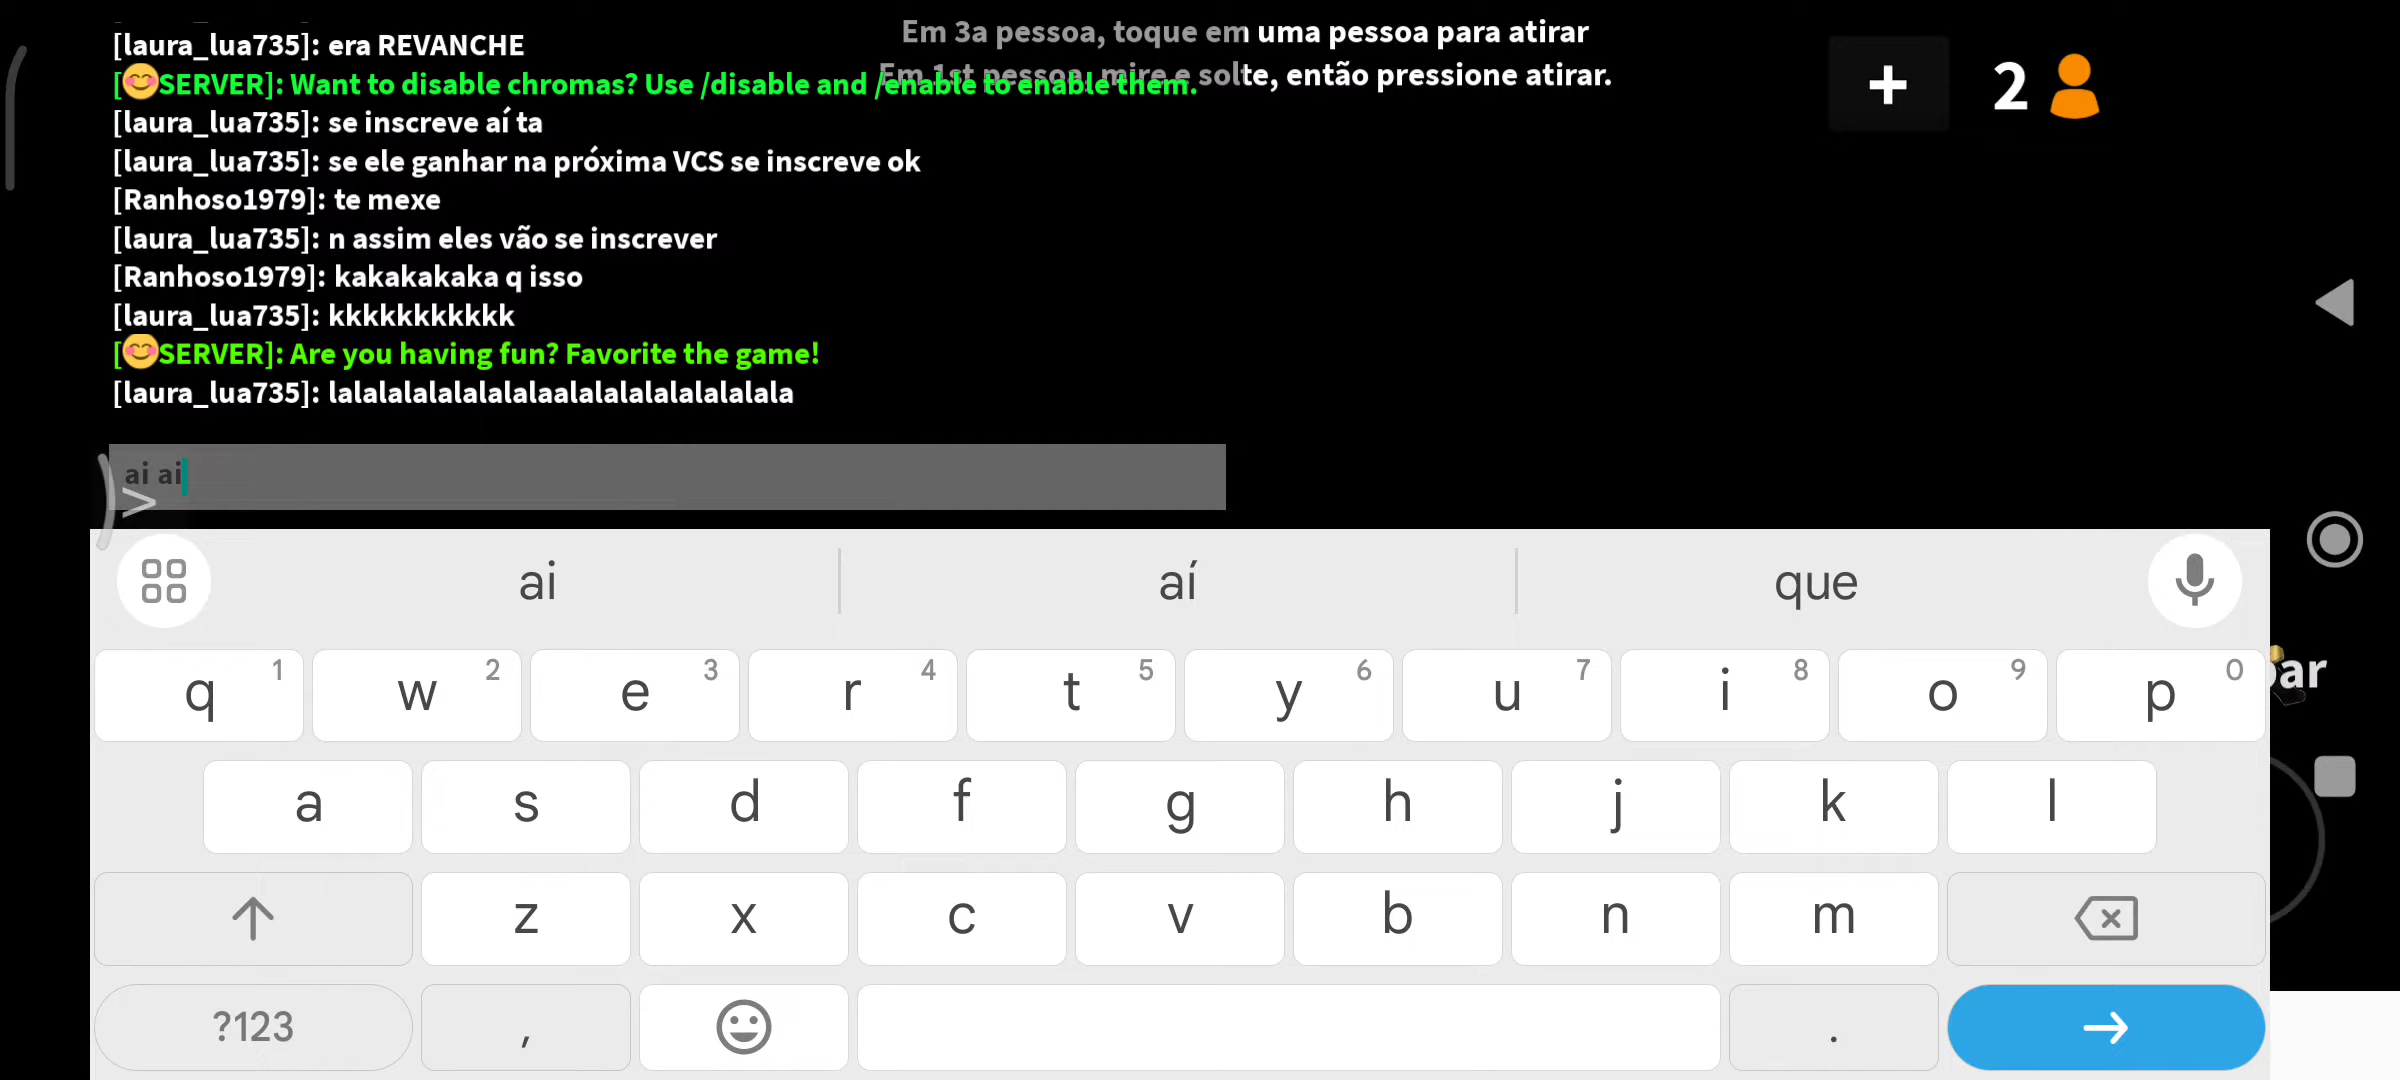 [laura_lua735]: era REVANCHE
[😊SERVER]: Want to disable chromas? Use /disable and /enable to enable them.
[laura_lua735]: se inscreve aí ta
[laura_lua735]: se ele ganhar na próxima VCS se inscreve ok
[Ranhoso1979]: te mexe
[laura_lua735]: n assim eles vão se inscrever
[Ranhoso1979]: kakakakaka q isso
[laura_lua735]: kkkkkkkkkkk
[😊SERVER]: Are you having fun? Favorite the game!
[laura_lua735]: lalalalalalalalalaalalalalalalalalala
Em 3a pessoa, toque em uma pessoa para atirar
Em 1st pessoa, mire e solte, então pressione atirar.
+ 2
ai ai
>
ai aí que
q 1 w 2 e 3 r 4 t 5 y 6 u 7 i 8 o 9 p 0
a s d f g h j k l
z x c v b n m
?123 , .